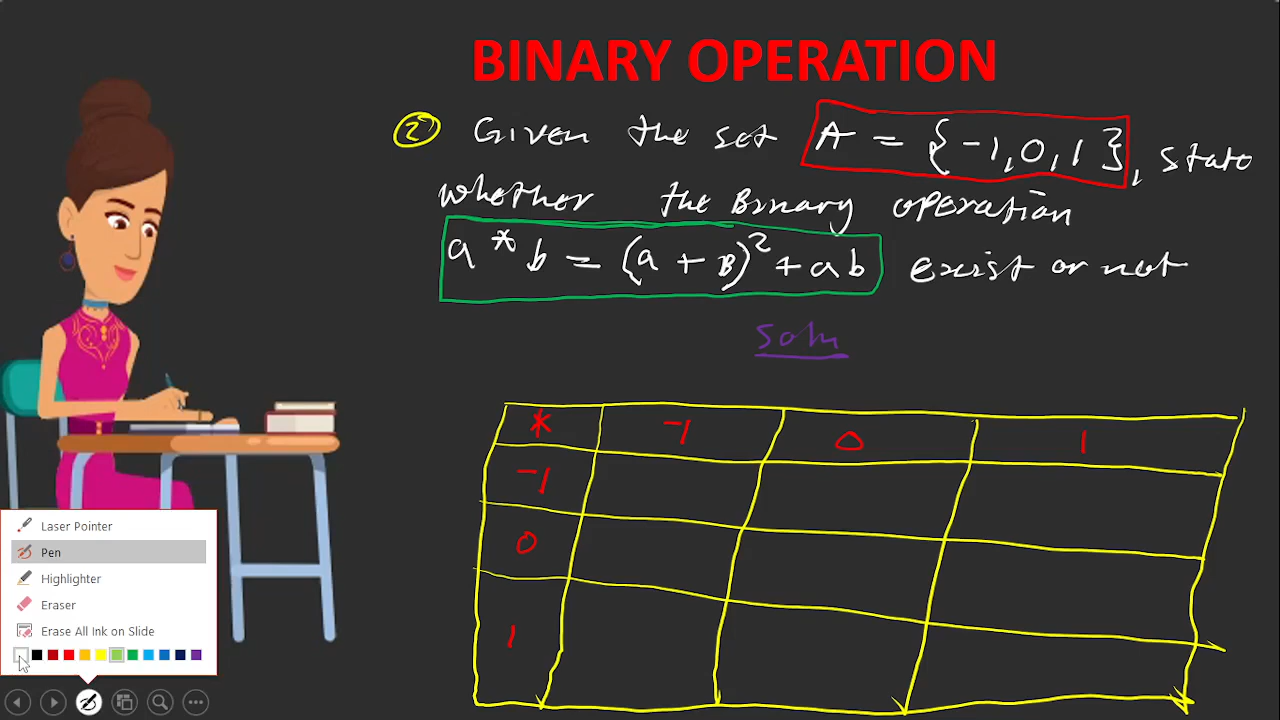 BINARY OPERATION
② Given the set A = {-1, 0, 1}, state
whether the Binary operation
a * b = (a + B)² + ab exist or not
Soln
* -1 0 1
-1
0
1
Laser Pointer
Pen
Highlighter
Eraser
Erase All Ink on Slide